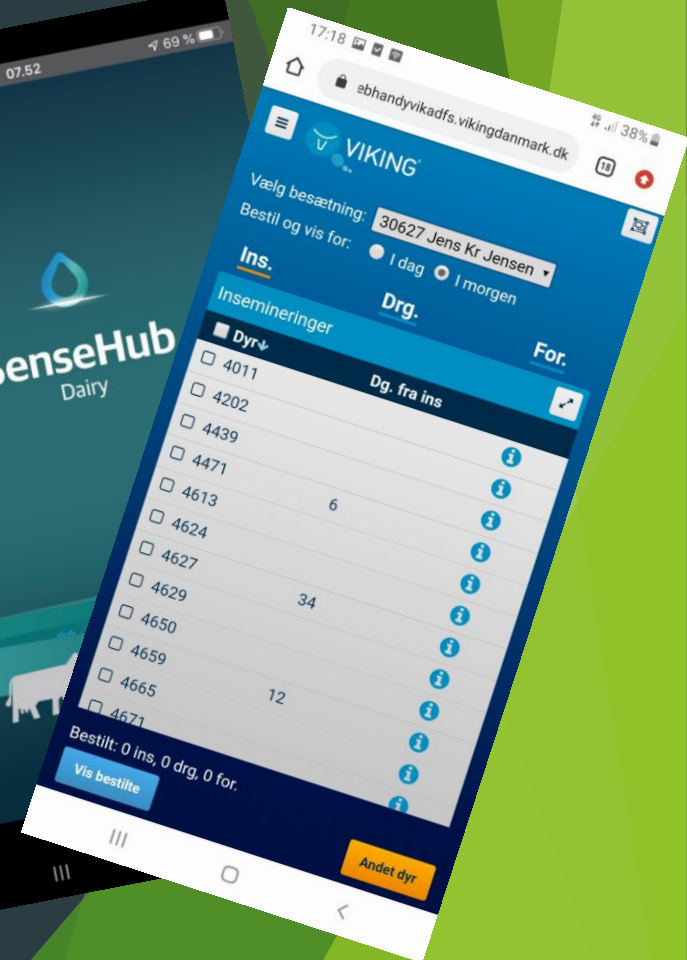 07.52
69 %
SenseHub
Dairy
17:18
4G
38%
ebhandyvikadfs.vikingdanmark.dk
18
VIKING
Vælg besætning: 30627 Jens Kr Jensen
Bestil og vis for: I dag I morgen
Ins. Drg. For.
Insemineringer
Dyr Dg. fra ins
4011
4202
4439
4471
4613 6
4624
4627
4629 34
4650
4659
4665 12
4671
Bestilt: 0 ins, 0 drg, 0 for.
Vis bestilte
Andet dyr